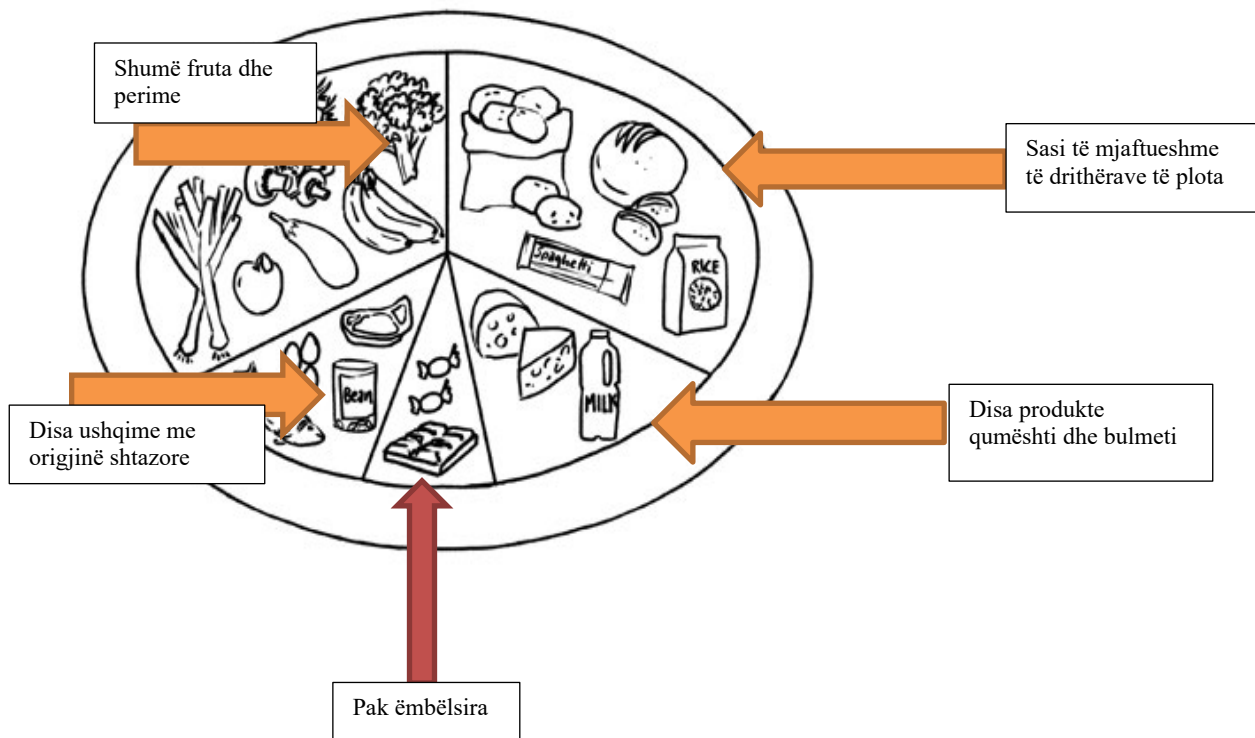 Shumë fruta dhe
perime
Sasi të mjaftueshme
të drithërave të plota
Spaghetti
RICE
Bean
MILK
Disa ushqime me
origjinë shtazore
Disa produkte
qumështi dhe bulmeti
Pak ëmbëlsira